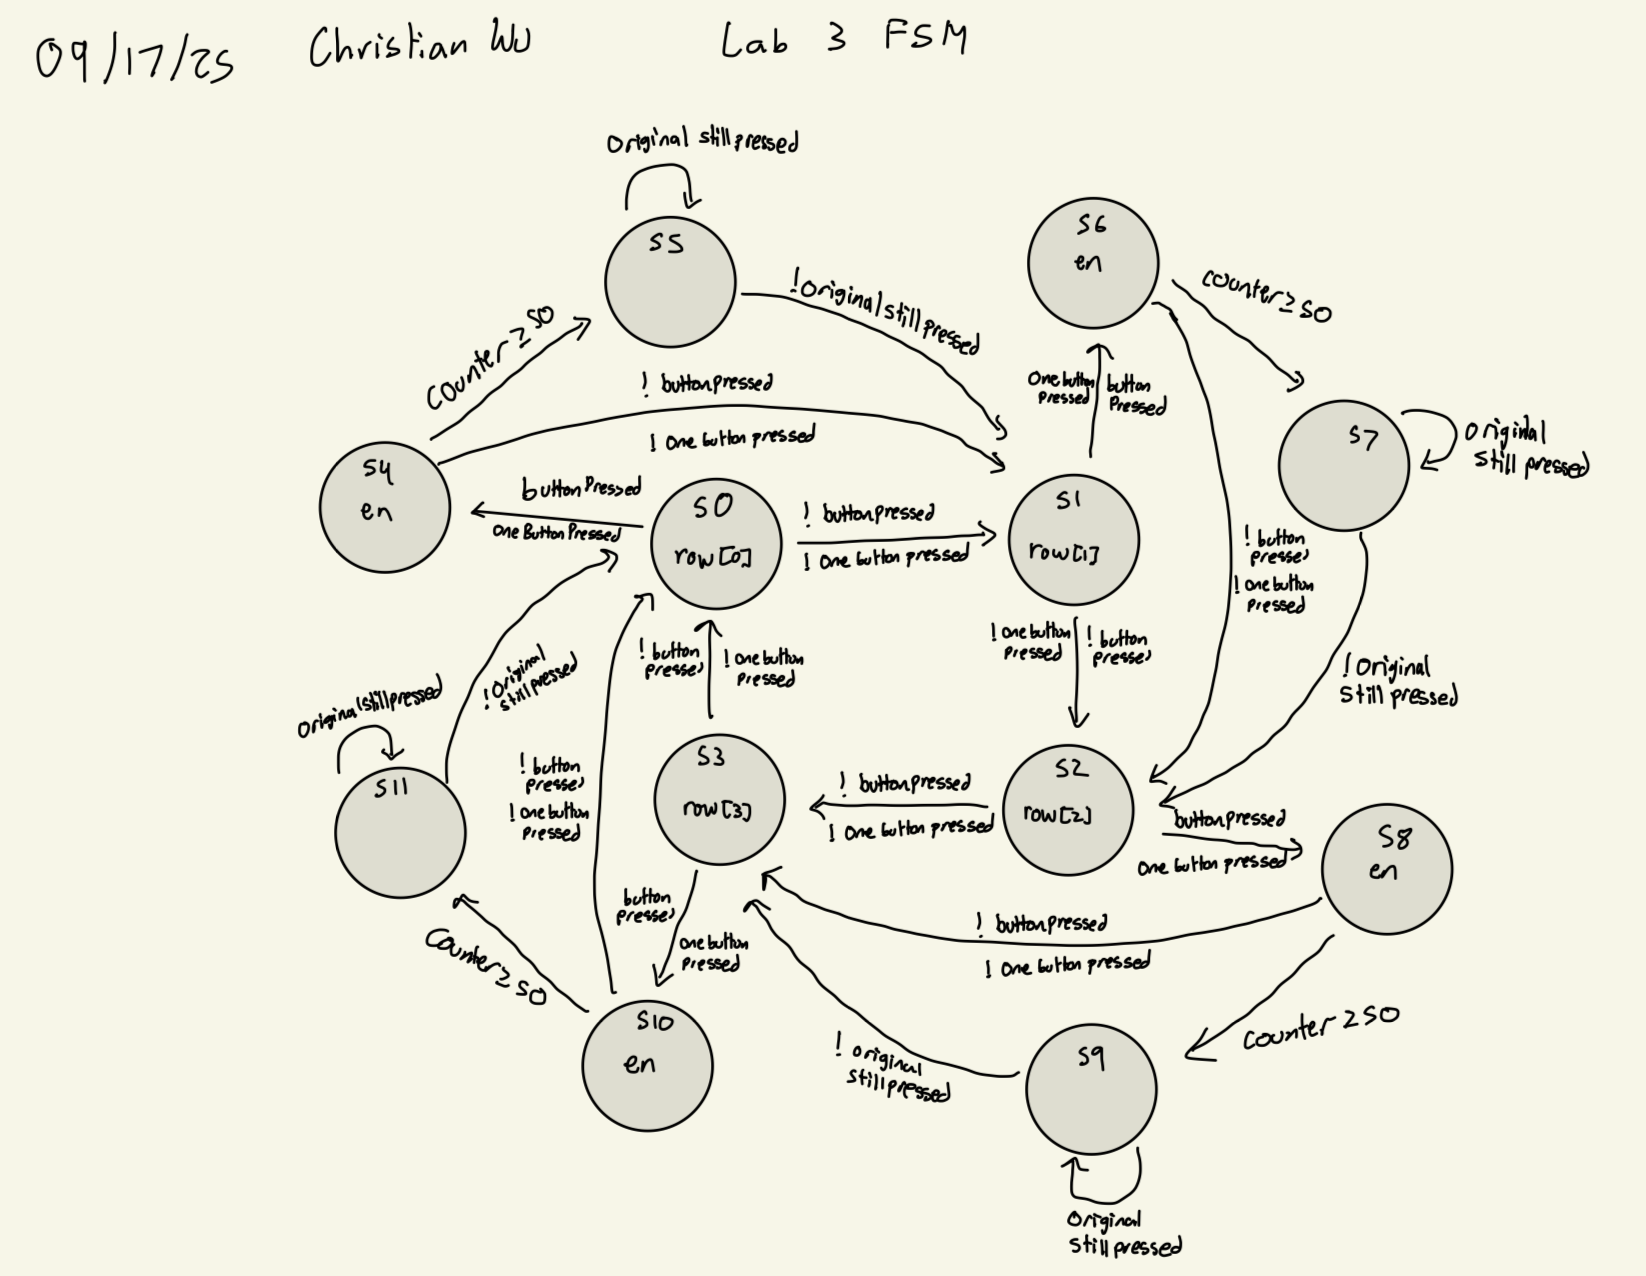 09/17/25 Christian Wu Lab 3 FSM
Original still pressed
S5
! Original still pressed
Counter ≥ 50
! button pressed
! One button pressed
S4
en
button Pressed
One Button Pressed
S0
row[0]
! button pressed
! One button pressed
S1
row[1]
One button
pressed
button
Pressed
S6
en
counter ≥ 50
S7
Original
still pressed
! button
pressed
! One button
pressed
! Original
still pressed
! one button
pressed
! button
pressed
S2
row[2]
button pressed
One button pressed
S8
en
! button pressed
! One button pressed
S3
row[3]
! button
pressed
! one button
pressed
! Original
still pressed
Original still pressed
S11
! button
pressed
! one button
pressed
Counter ≥ 50
button
pressed
one button
pressed
S10
en
! button pressed
! One button pressed
Counter ≥ 50
S9
! original
still pressed
Original
still pressed